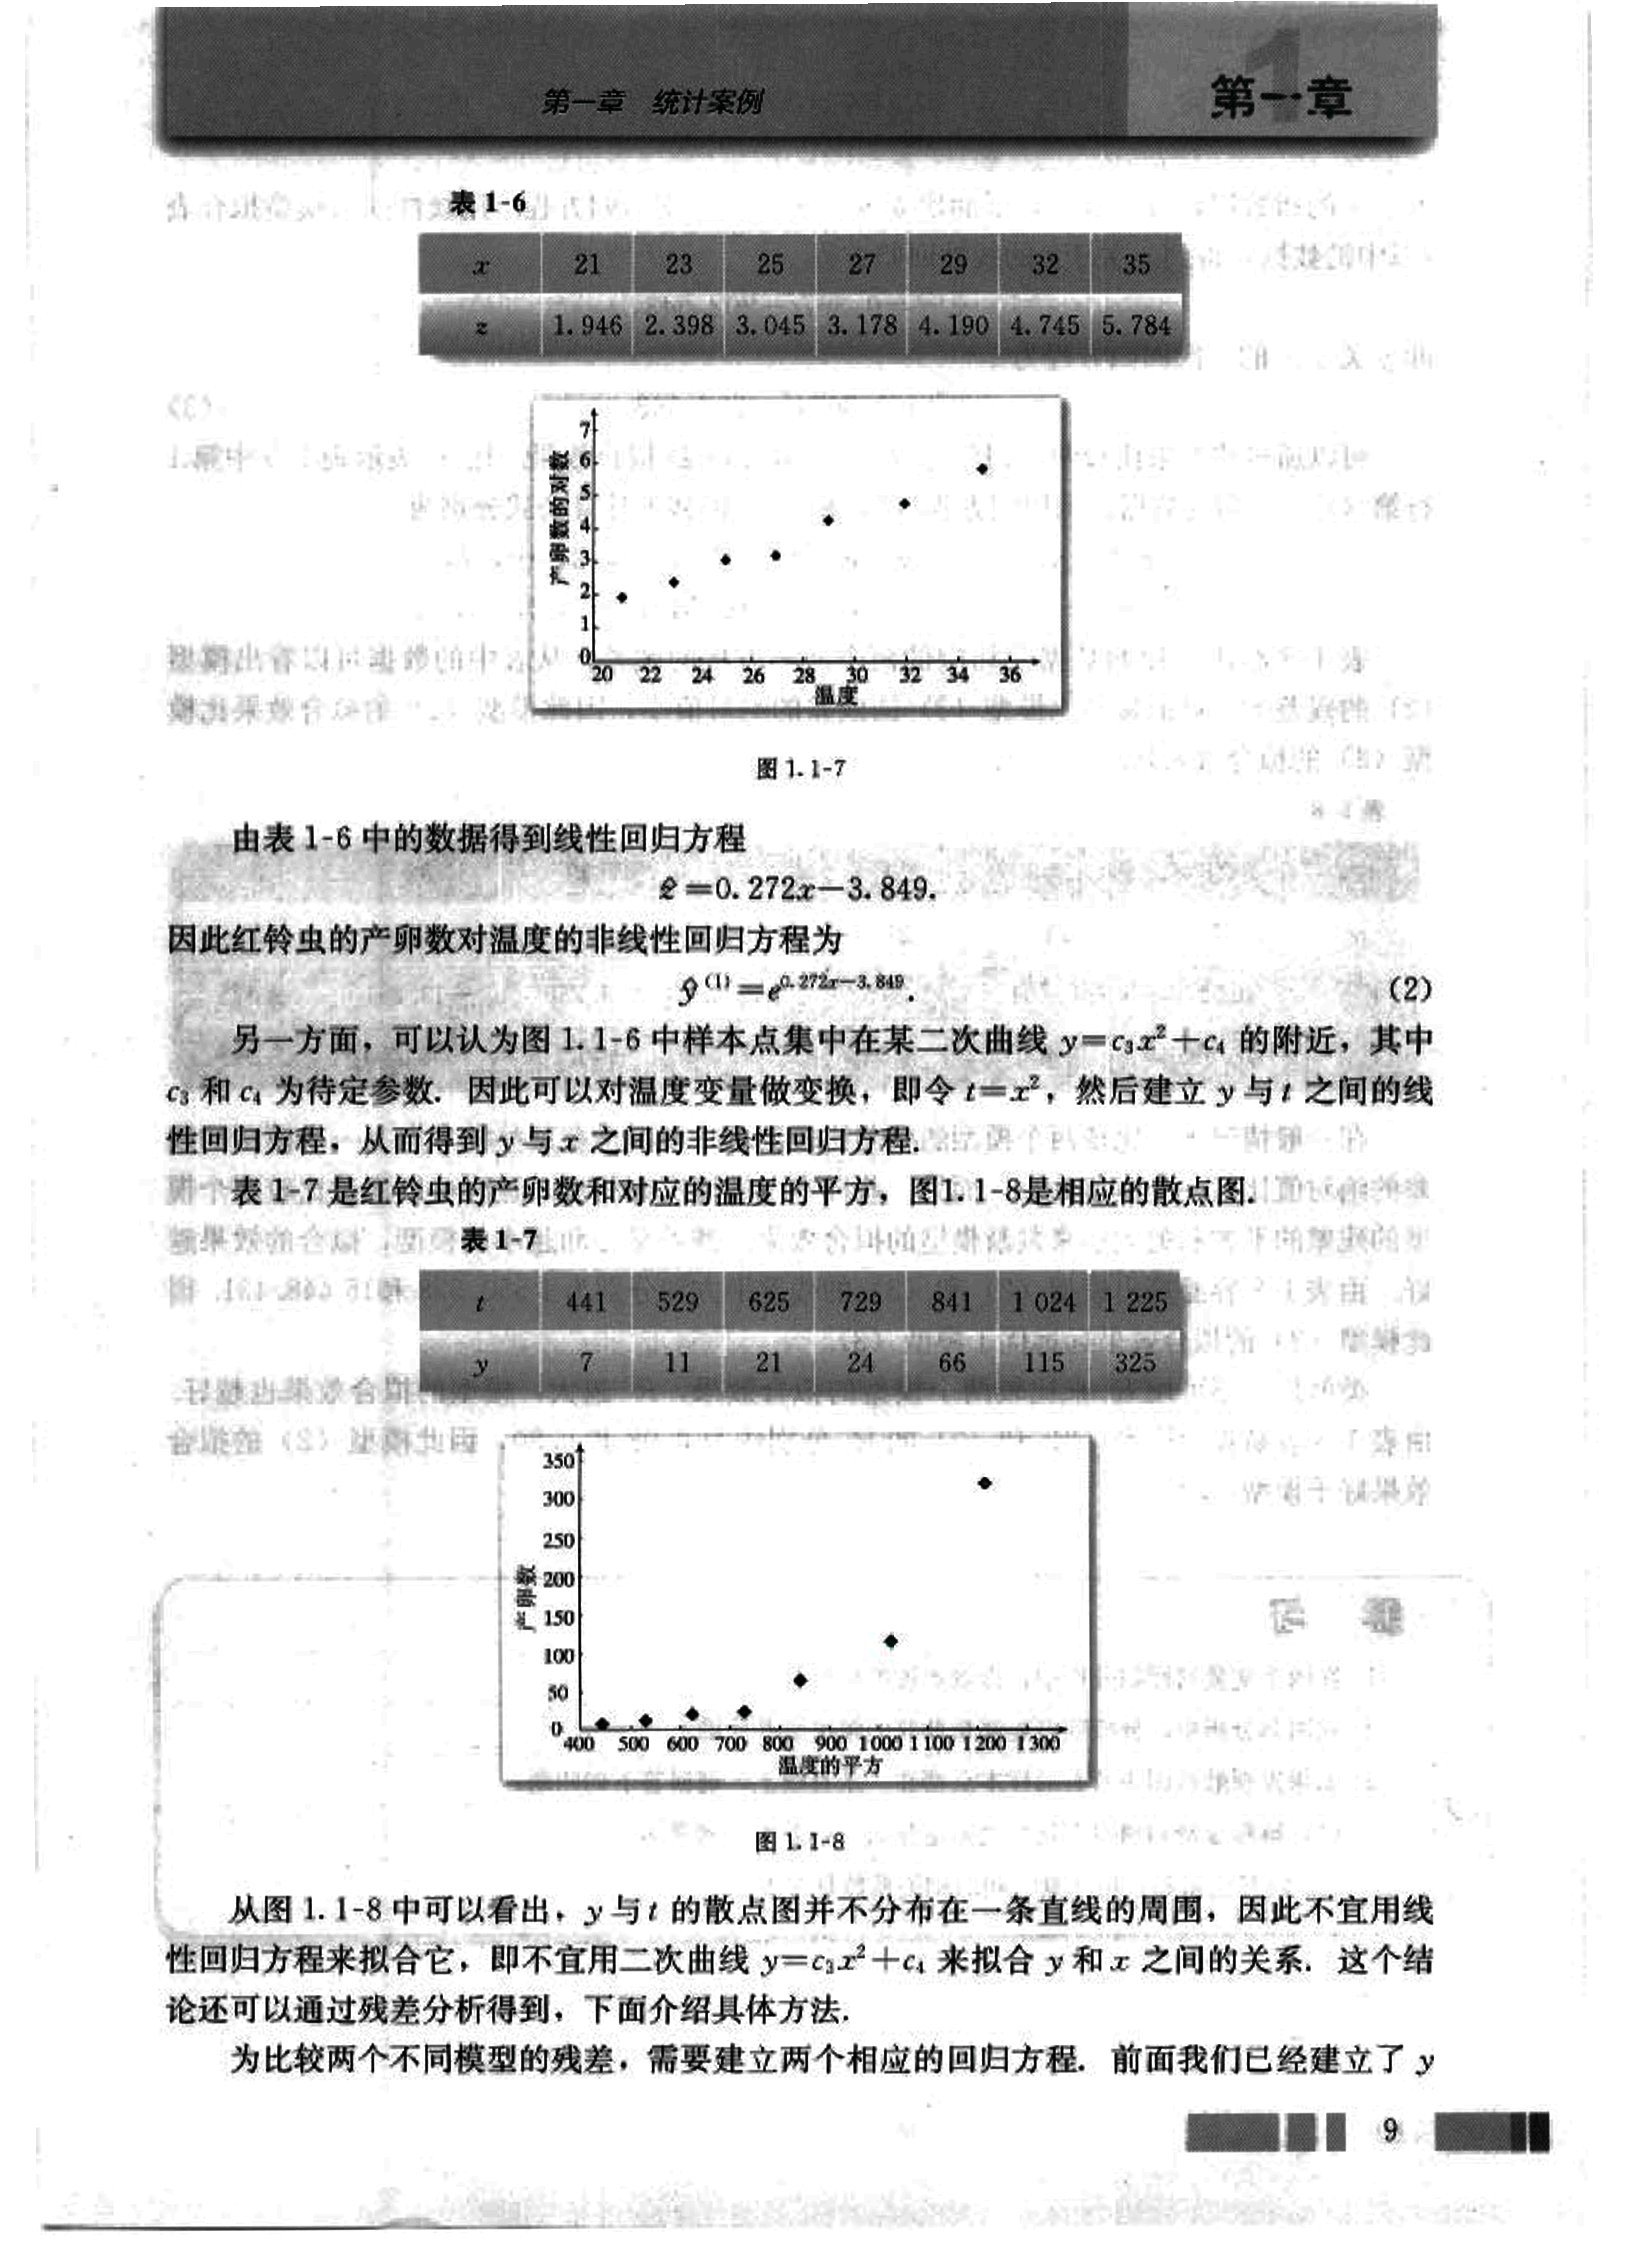 第一章 统计案例
第一章
表 1-6
x 21 23 25 27 29 32 35
z 1.946 2.398 3.045 3.178 4.190 4.745 5.784
产卵数的对数
7
6
5
4
3
2
1
0
20 22 24 26 28 30 32 34 36
温度
图 1.1-7
由表 1-6 中的数据得到线性回归方程
ẑ=0.272x-3.849.
因此红铃虫的产卵数对温度的非线性回归方程为
ŷ⁽¹⁾=e^{0.272x-3.849}. (2)
另一方面，可以认为图 1.1-6 中样本点集中在某二次曲线 y=c₃x²+c₄ 的附近，其中
c₃ 和 c₄ 为待定参数. 因此可以对温度变量做变换，即令 t=x²，然后建立 y 与 t 之间的线
性回归方程，从而得到 y 与 x 之间的非线性回归方程.
表 1-7 是红铃虫的产卵数和对应的温度的平方，图1.1-8是相应的散点图.
表 1-7
t 441 529 625 729 841 1 024 1 225
y 7 11 21 24 66 115 325
产卵数
350
300
250
200
150
100
50
0
400 500 600 700 800 900 1000 1100 1200 1300
温度的平方
图 1.1-8
从图 1.1-8 中可以看出，y 与 t 的散点图并不分布在一条直线的周围，因此不宜用线
性回归方程来拟合它，即不宜用二次曲线 y=c₃x²+c₄ 来拟合 y 和 x 之间的关系. 这个结
论还可以通过残差分析得到，下面介绍具体方法.
为比较两个不同模型的残差，需要建立两个相应的回归方程. 前面我们已经建立了 y
9